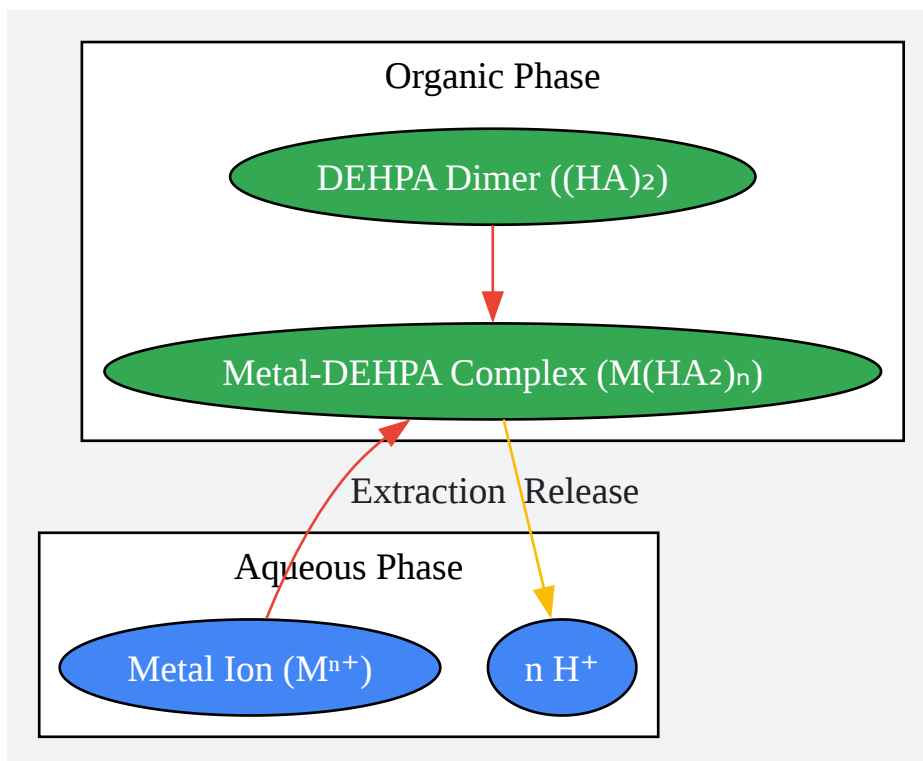 Organic Phase
DEHPA Dimer ((HA)₂)
Metal-DEHPA Complex (M(HA₂)ₙ)
Extraction
Release
Aqueous Phase
Metal Ion (Mⁿ⁺)
n H⁺